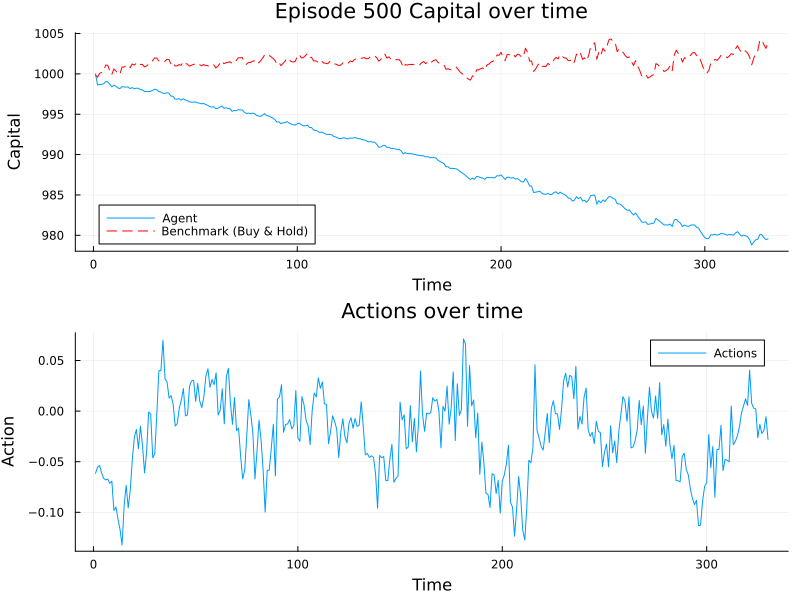 Episode 500 Capital over time
1005
1000
995
990
985
980
Capital
Agent
Benchmark (Buy & Hold)
0
100
200
300
Time
Actions over time
0.05
0.00
−0.05
−0.10
Action
Actions
0
100
200
300
Time